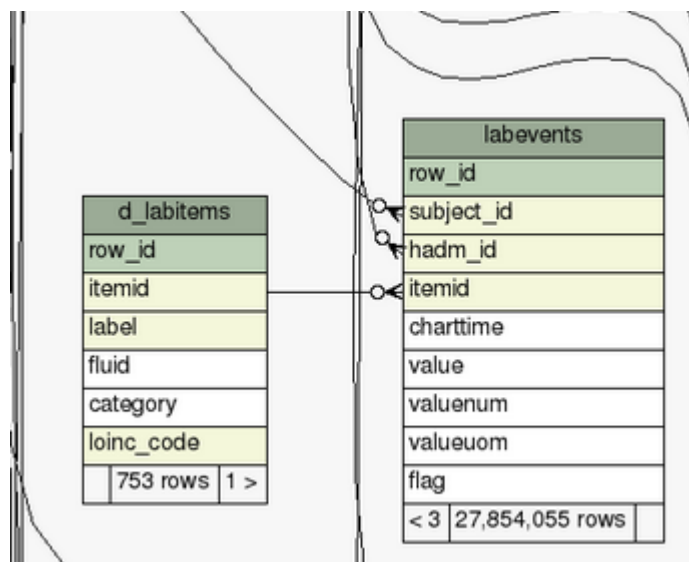 d_labitems
row_id
itemid
label
fluid
category
loinc_code
753 rows 1 >
labevents
row_id
subject_id
hadm_id
itemid
charttime
value
valuenum
valueuom
flag
< 3 27,854,055 rows